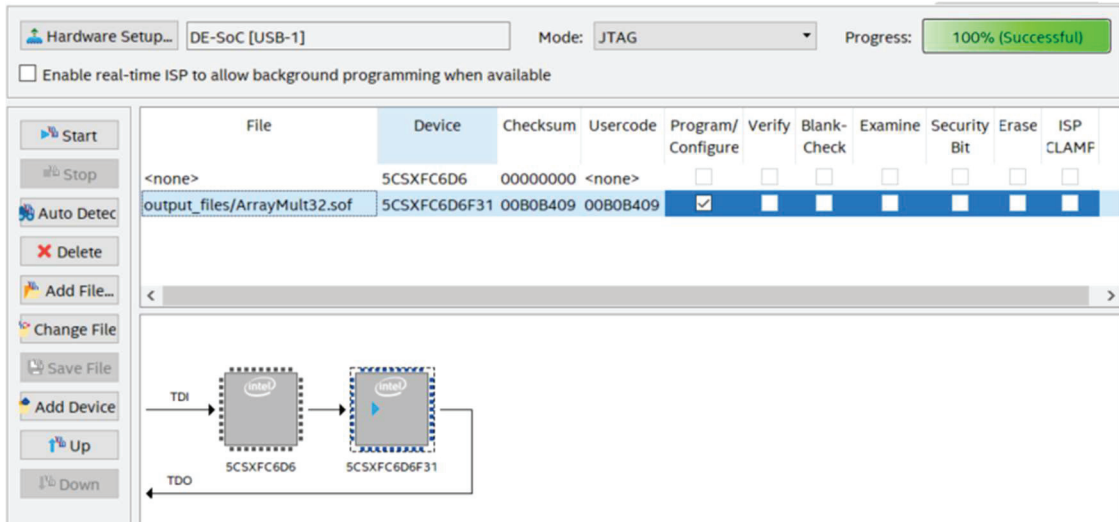 Hardware Setup...
DE-SoC [USB-1]
Mode:
JTAG
Progress:
100% (Successful)
Enable real-time ISP to allow background programming when available
Start
Stop
Auto Detec
Delete
Add File...
Change File
Save File
Add Device
Up
Down
File Device Checksum Usercode Program/ Verify Blank- Examine Security Erase ISP
Configure Check Bit CLAMP
<none> 5CSXFC6D6 00000000 <none>
output_files/ArrayMult32.sof 5CSXFC6D6F31 00B0B409 00B0B409
intel
intel
TDI
5CSXFC6D6
5CSXFC6D6F31
TDO